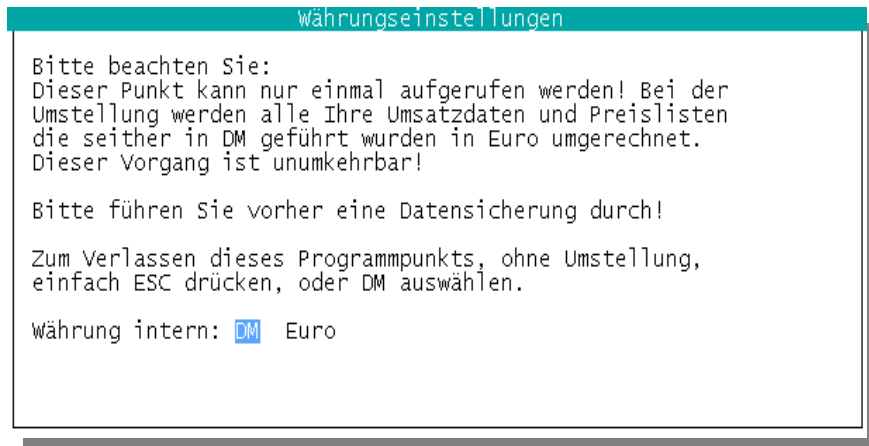 Währungseinstellungen
Bitte beachten Sie:
Dieser Punkt kann nur einmal aufgerufen werden! Bei der
Umstellung werden alle Ihre Umsatzdaten und Preislisten
die seither in DM geführt wurden in Euro umgerechnet.
Dieser Vorgang ist unumkehrbar!
Bitte führen Sie vorher eine Datensicherung durch!
Zum Verlassen dieses Programmpunkts, ohne Umstellung,
einfach ESC drücken, oder DM auswählen.
Währung intern: DM Euro